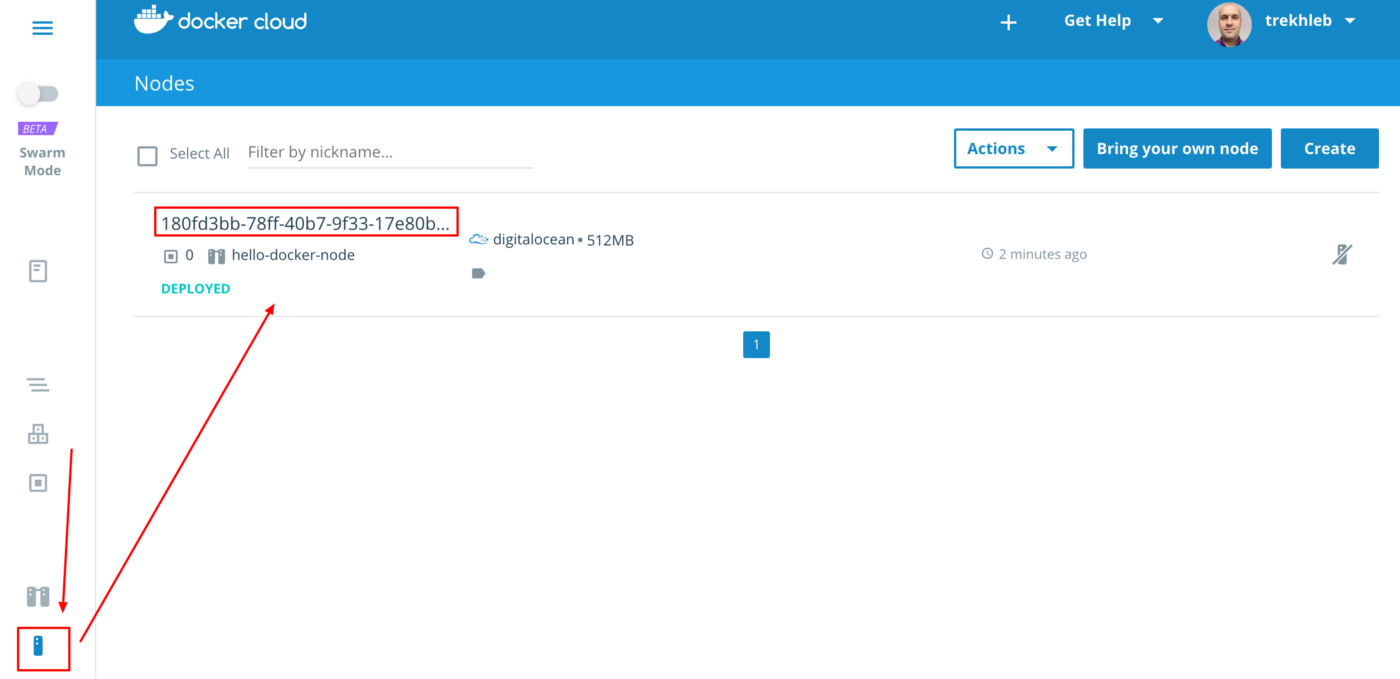 docker cloud
Get Help
trekhleb
Nodes
BETA
Swarm
Mode
Select All
Filter by nickname...
Actions
Bring your own node
Create
180fd3bb-78ff-40b7-9f33-17e80b...
digitalocean • 512MB
0 hello-docker-node
2 minutes ago
DEPLOYED
1